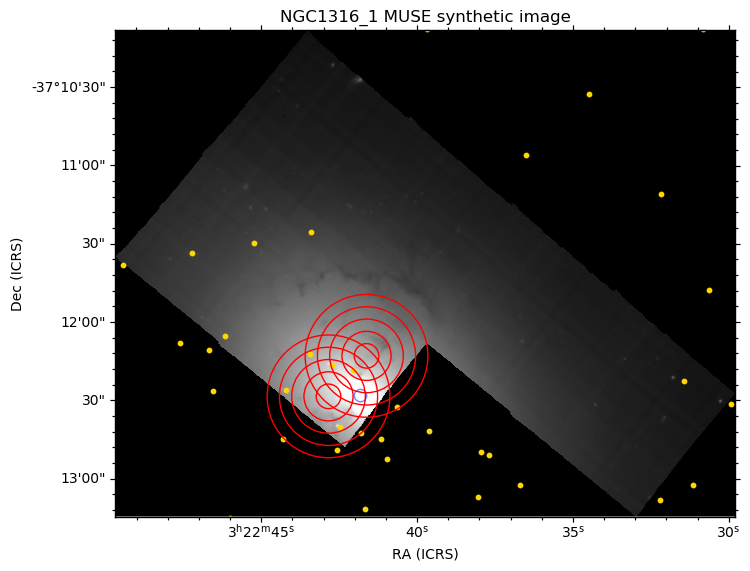 NGC1316_1 MUSE synthetic image
-37°10'30"
11'00"
30"
12'00"
30"
13'00"
Dec (ICRS)
3ʰ22ᵐ45ˢ
40ˢ
35ˢ
30ˢ
RA (ICRS)